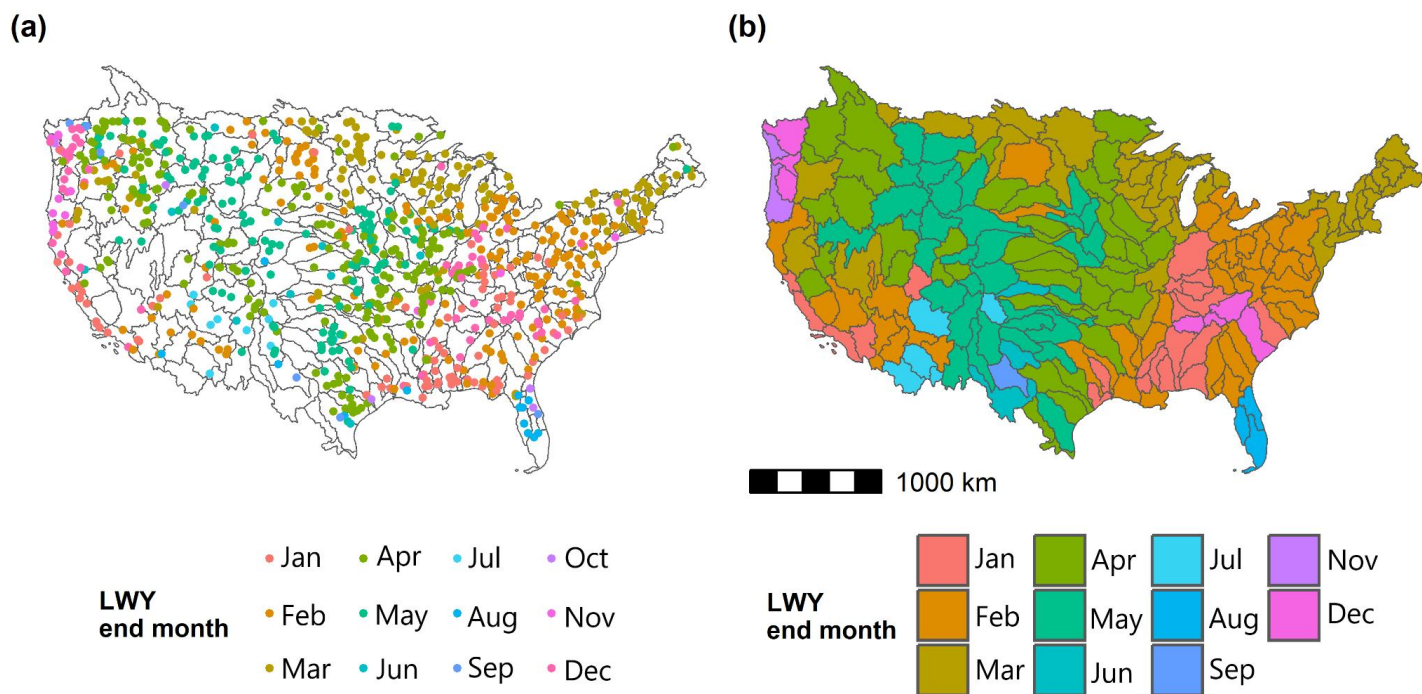 (a)
(b)
1000 km
LWY
end month
Jan Apr Jul Oct
Feb May Aug Nov
Mar Jun Sep Dec
LWY
end month
Jan Apr Jul Nov
Feb May Aug Dec
Mar Jun Sep